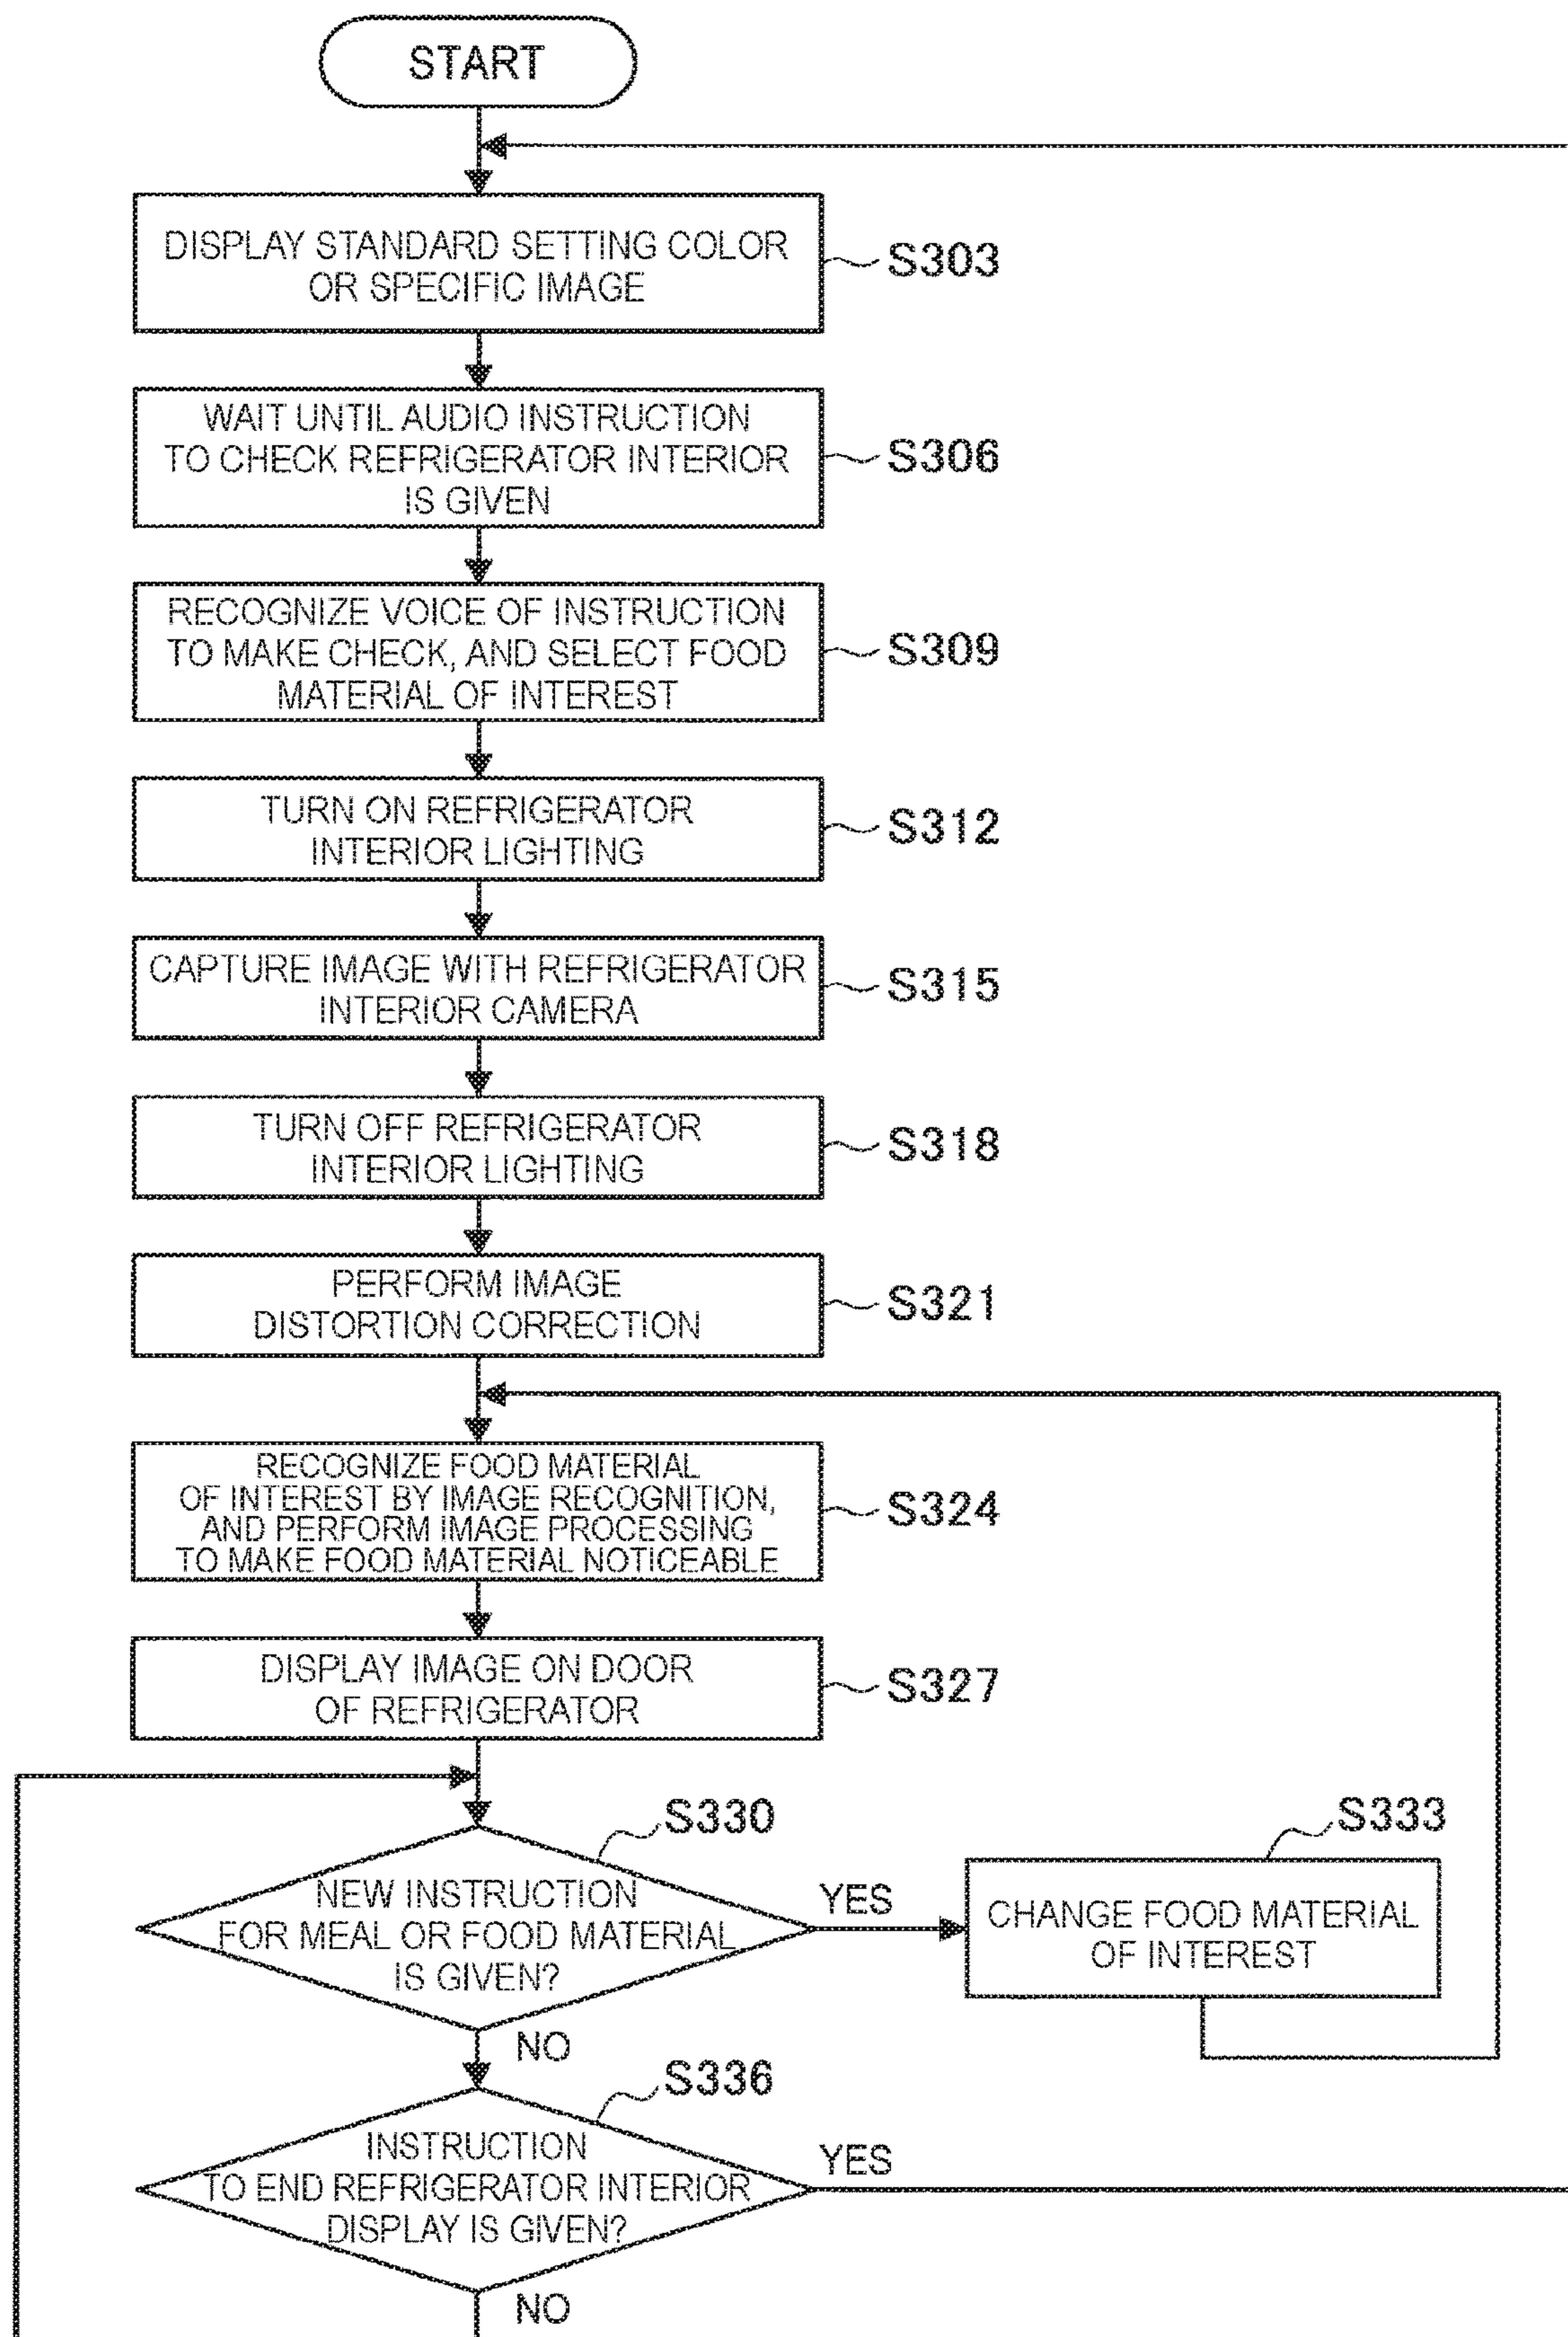 START
DISPLAY STANDARD SETTING COLOR
OR SPECIFIC IMAGE
S303
WAIT UNTIL AUDIO INSTRUCTION
TO CHECK REFRIGERATOR INTERIOR
IS GIVEN
S306
RECOGNIZE VOICE OF INSTRUCTION
TO MAKE CHECK, AND SELECT FOOD
MATERIAL OF INTEREST
S309
TURN ON REFRIGERATOR
INTERIOR LIGHTING
S312
CAPTURE IMAGE WITH REFRIGERATOR
INTERIOR CAMERA
S315
TURN OFF REFRIGERATOR
INTERIOR LIGHTING
S318
PERFORM IMAGE
DISTORTION CORRECTION
S321
RECOGNIZE FOOD MATERIAL
OF INTEREST BY IMAGE RECOGNITION,
AND PERFORM IMAGE PROCESSING
TO MAKE FOOD MATERIAL NOTICEABLE
S324
DISPLAY IMAGE ON DOOR
OF REFRIGERATOR
S327
S330
NEW INSTRUCTION
FOR MEAL OR FOOD MATERIAL
IS GIVEN?
YES
S333
CHANGE FOOD MATERIAL
OF INTEREST
NO
S336
INSTRUCTION
TO END REFRIGERATOR INTERIOR
DISPLAY IS GIVEN?
YES
NO